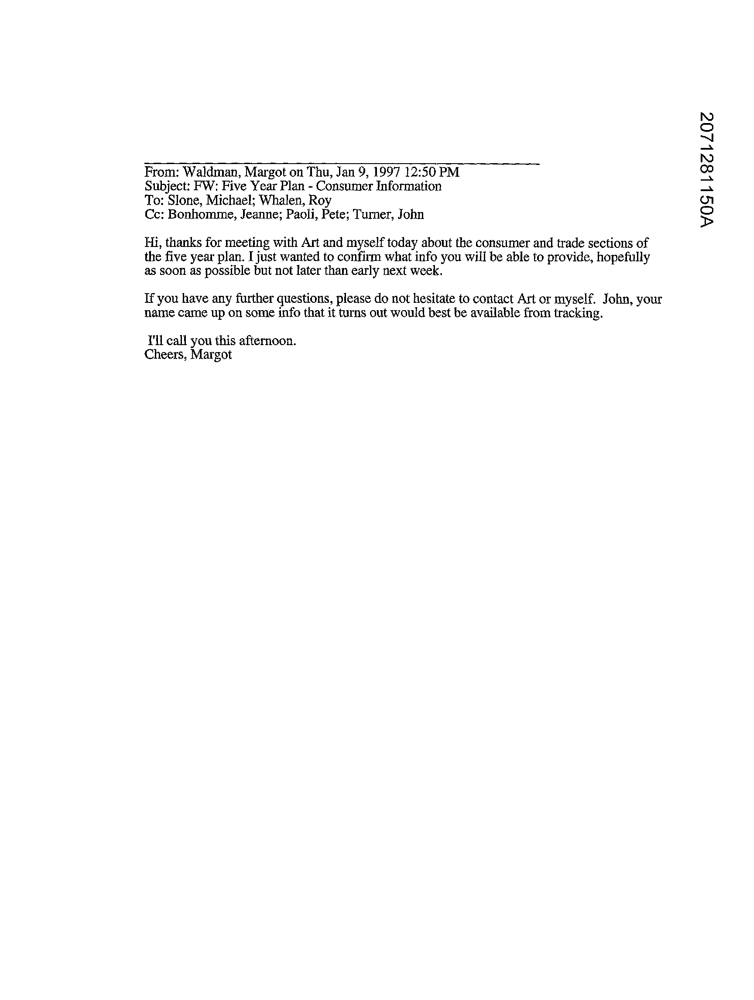 2071281150A
From: Waldman, Margot on Thu, Jan 9, 1997 12:50 PM
Subject: FW: Five Year Plan - Consumer Information
To: Slone, Michael; Whalen, Roy
Cc: Bonhomme, Jeanne; Paoli, Pete; Turner, John
Hi, thanks for meeting with Art and myself today about the consumer and trade sections of
the five year plan. I just wanted to confirm what info you will be able to provide, hopefully
as soon as possible but not later than early next week.
If you have any further questions, please do not hesitate to contact Art or myself.  John, your
name came up on some info that it turns out would best be available from tracking.
I'll call you this afternoon.
Cheers, Margot